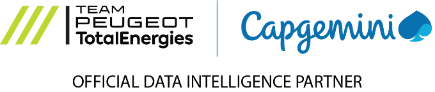 TEAM
PEUGEOT
TotalEnergies
Capgemini
OFFICIAL DATA INTELLIGENCE PARTNER